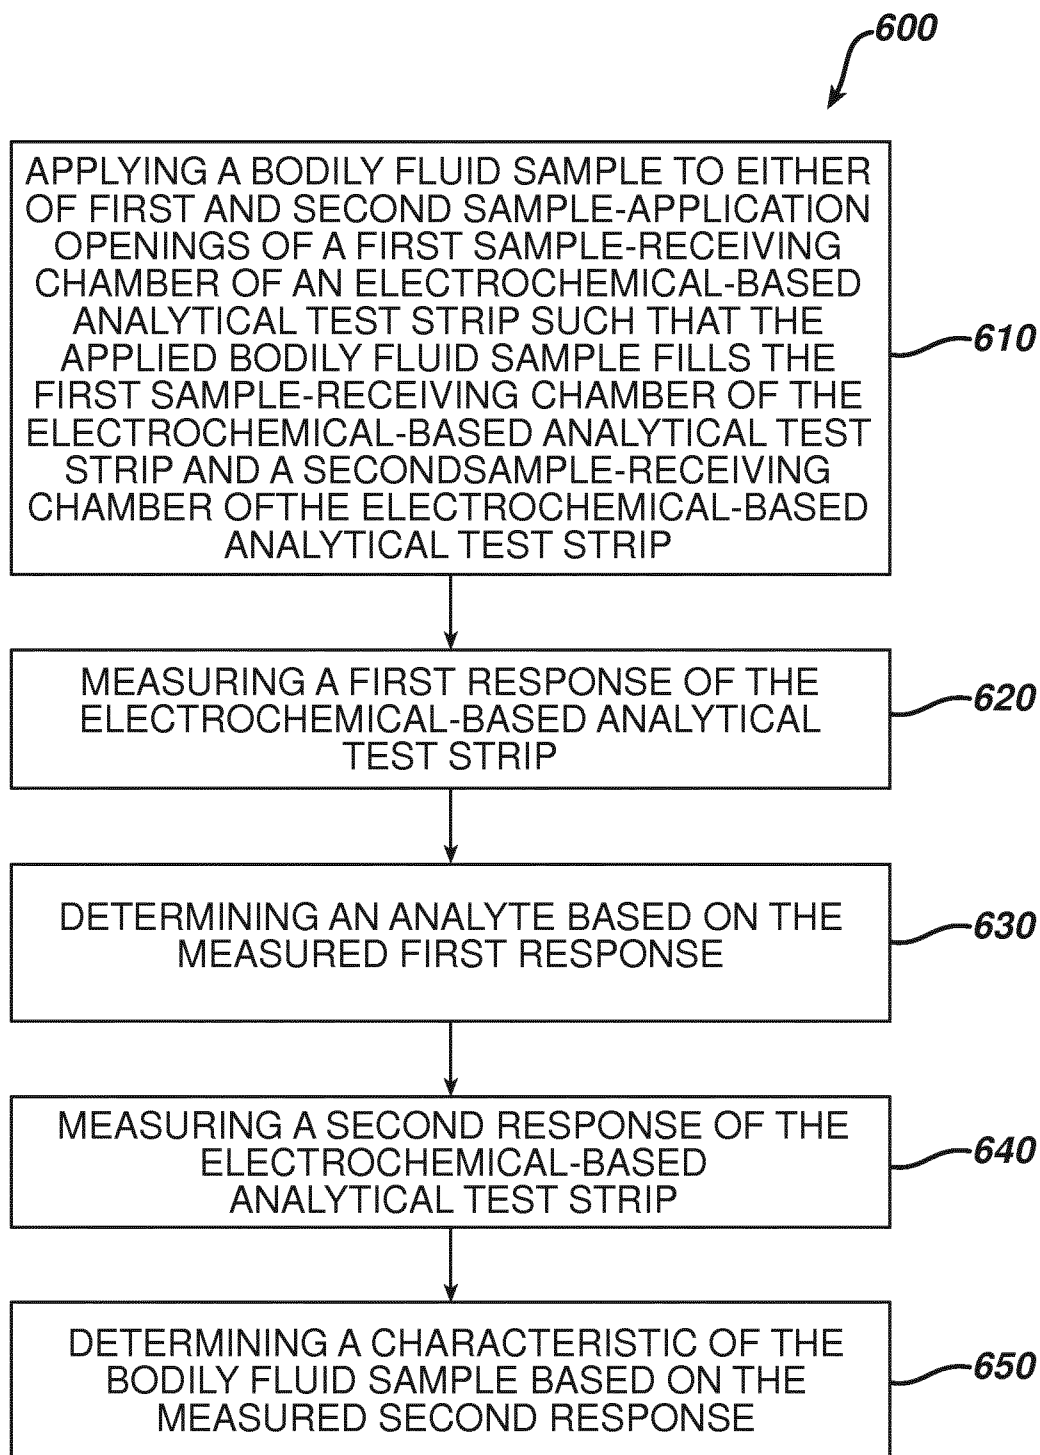 600
APPLYING A BODILY FLUID SAMPLE TO EITHER
OF FIRST AND SECOND SAMPLE-APPLICATION
OPENINGS OF A FIRST SAMPLE-RECEIVING
CHAMBER OF AN ELECTROCHEMICAL-BASED
ANALYTICAL TEST STRIP SUCH THAT THE
APPLIED BODILY FLUID SAMPLE FILLS THE
FIRST SAMPLE-RECEIVING CHAMBER OF THE
ELECTROCHEMICAL-BASED ANALYTICAL TEST
STRIP AND A SECONDSAMPLE-RECEIVING
CHAMBER OFTHE ELECTROCHEMICAL-BASED
ANALYTICAL TEST STRIP
610
MEASURING A FIRST RESPONSE OF THE
ELECTROCHEMICAL-BASED ANALYTICAL
TEST STRIP
620
DETERMINING AN ANALYTE BASED ON THE
MEASURED FIRST RESPONSE
630
MEASURING A SECOND RESPONSE OF THE
ELECTROCHEMICAL-BASED
ANALYTICAL TEST STRIP
640
DETERMINING A CHARACTERISTIC OF THE
BODILY FLUID SAMPLE BASED ON THE
MEASURED SECOND RESPONSE
650